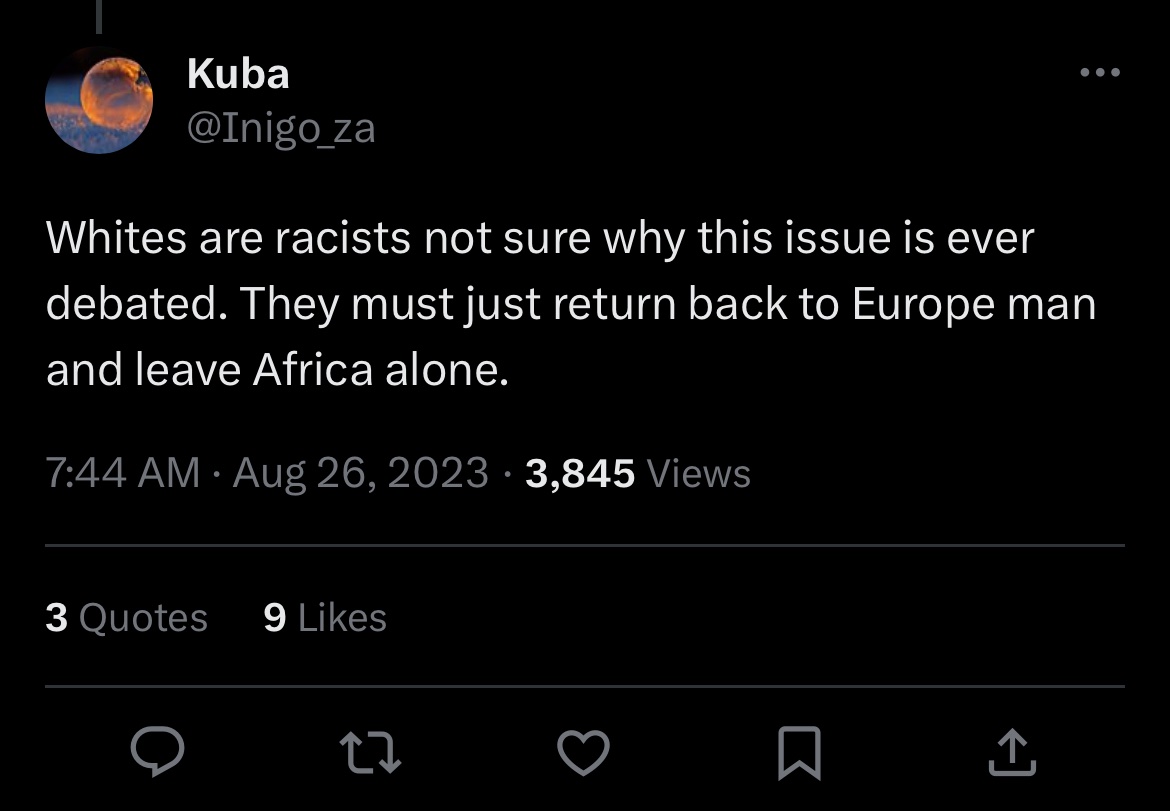 Kuba
@Inigo_za
Whites are racists not sure why this issue is ever
debated. They must just return back to Europe man
and leave Africa alone.
7:44 AM · Aug 26, 2023 · 3,845 Views
3 Quotes 9 Likes